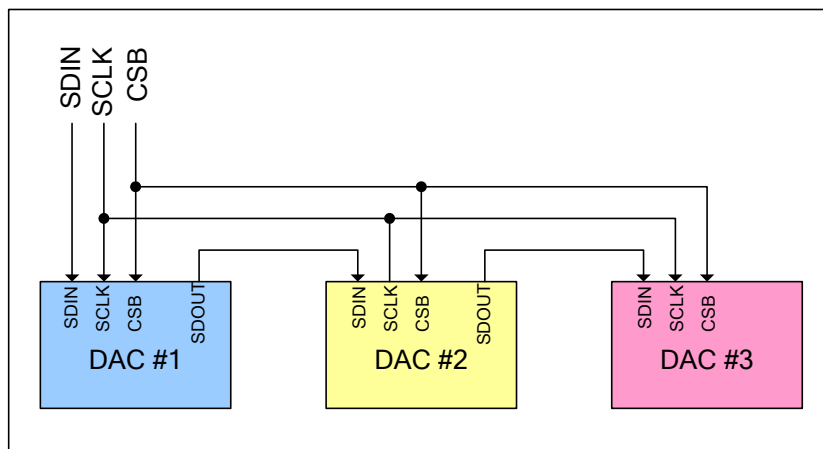 SDIN
SCLK
CSB
SDIN
SCLK
CSB
SDOUT
DAC #1
SDIN
SCLK
CSB
SDOUT
DAC #2
SDIN
SCLK
CSB
DAC #3